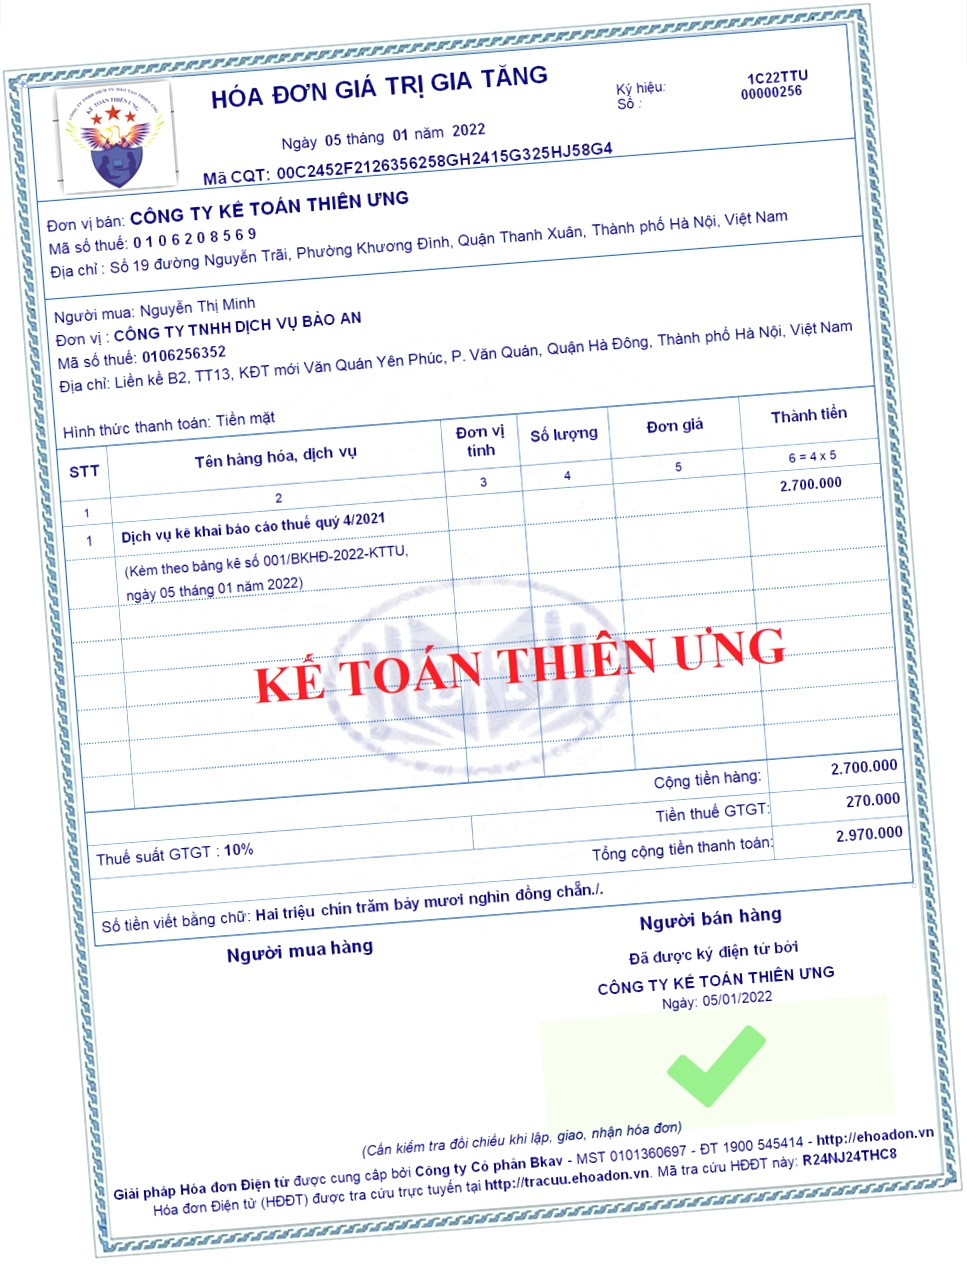 CÔNG TY TNHH DỊCH VỤ ĐÀO TẠO THIÊN ƯNG
KẾ TOÁN THIÊN ƯNG
HÓA ĐƠN GIÁ TRỊ GIA TĂNG
Ngày 05 tháng 01 năm 2022
Mã CQT: 00C2452F2126356258GH2415G325HJ58G4
Ký hiệu: 1C22TTU
Số : 00000256
Đơn vị bán: CÔNG TY KẾ TOÁN THIÊN ƯNG
Mã số thuế: 0 1 0 6 2 0 8 5 6 9
Địa chỉ : Số 19 đường Nguyễn Trãi, Phường Khương Đình, Quận Thanh Xuân, Thành phố Hà Nội, Việt Nam
Người mua: Nguyễn Thị Minh
Đơn vị : CÔNG TY TNHH DỊCH VỤ BẢO AN
Mã số thuế: 0106256352
Địa chỉ: Liền kề B2, TT13, KĐT mới Văn Quán Yên Phúc, P. Văn Quán, Quận Hà Đông, Thành phố Hà Nội, Việt Nam
Hình thức thanh toán: Tiền mặt
STT Tên hàng hóa, dịch vụ Đơn vị tính Số lượng Đơn giá Thành tiền
1 2 3 4 5 6 = 4 x 5
1 Dịch vụ kê khai báo cáo thuế quý 4/2021 2.700.000
(Kèm theo bảng kê số 001/BKHĐ-2022-KTTU,
ngày 05 tháng 01 năm 2022)
KẾ TOÁN THIÊN ƯNG
Cộng tiền hàng: 2.700.000
Thuế suất GTGT : 10% Tiền thuế GTGT: 270.000
Tổng cộng tiền thanh toán: 2.970.000
Số tiền viết bằng chữ: Hai triệu chín trăm bảy mươi nghìn đồng chẵn./.
Người mua hàng Người bán hàng
Đã được ký điện tử bởi
CÔNG TY KẾ TOÁN THIÊN ƯNG
Ngày: 05/01/2022
(Cần kiểm tra đối chiếu khi lập, giao, nhận hóa đơn)
Giải pháp Hóa đơn Điện tử được cung cấp bởi Công ty Cổ phần Bkav - MST 0101360697 - ĐT 1900 545414 - http://ehoadon.vn
Hóa đơn Điện tử (HĐĐT) được tra cứu trực tuyến tại http://tracuu.ehoadon.vn. Mã tra cứu HĐĐT này: R24NJ24THC8